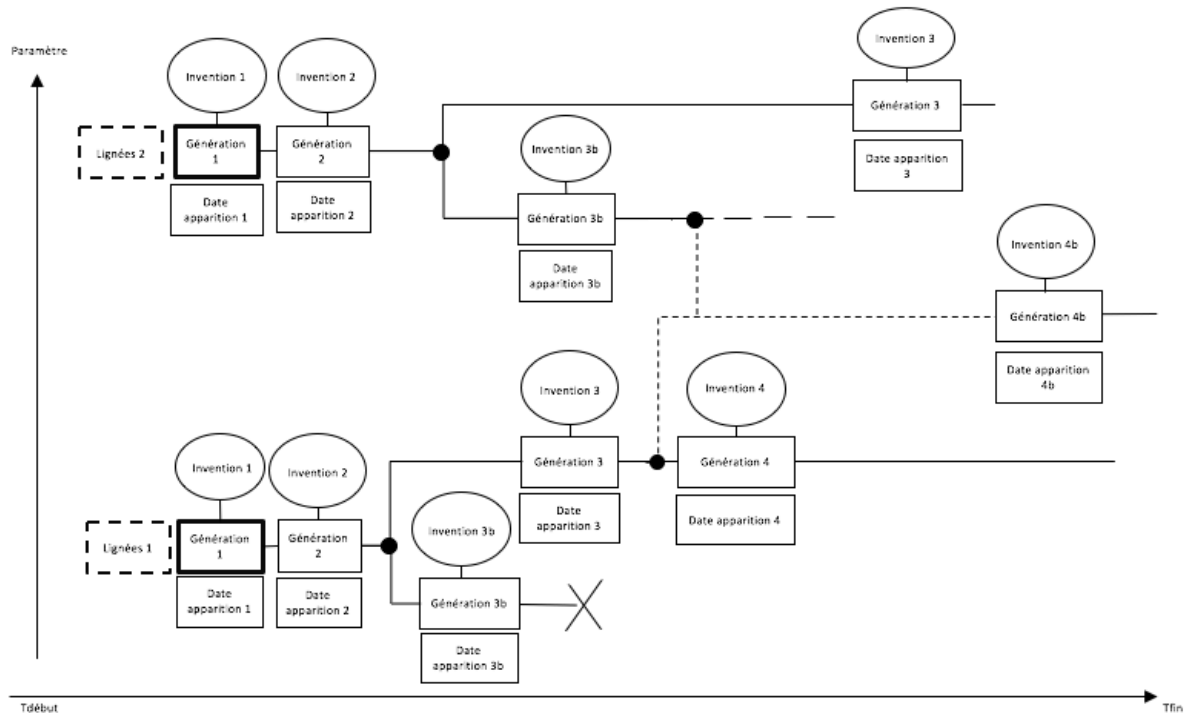 Paramètre
Invention 3
Génération 3
Date apparition
3
Invention 1
Invention 2
Lignées 2
Génération
1
Génération
2
Date
apparition 1
Date
apparition 2
Invention 3b
Génération 3b
Date
apparition 3b
Invention 4b
Génération 4b
Date apparition
4b
Invention 3
Génération 3
Date
apparition 3
Invention 4
Génération 4
Date apparition 4
Invention 1
Invention 2
Lignées 1
Génération
1
Génération
2
Date
apparition 1
Date
apparition 2
Invention 3b
Génération 3b
Date
apparition 3b
Tdébut
Tfin